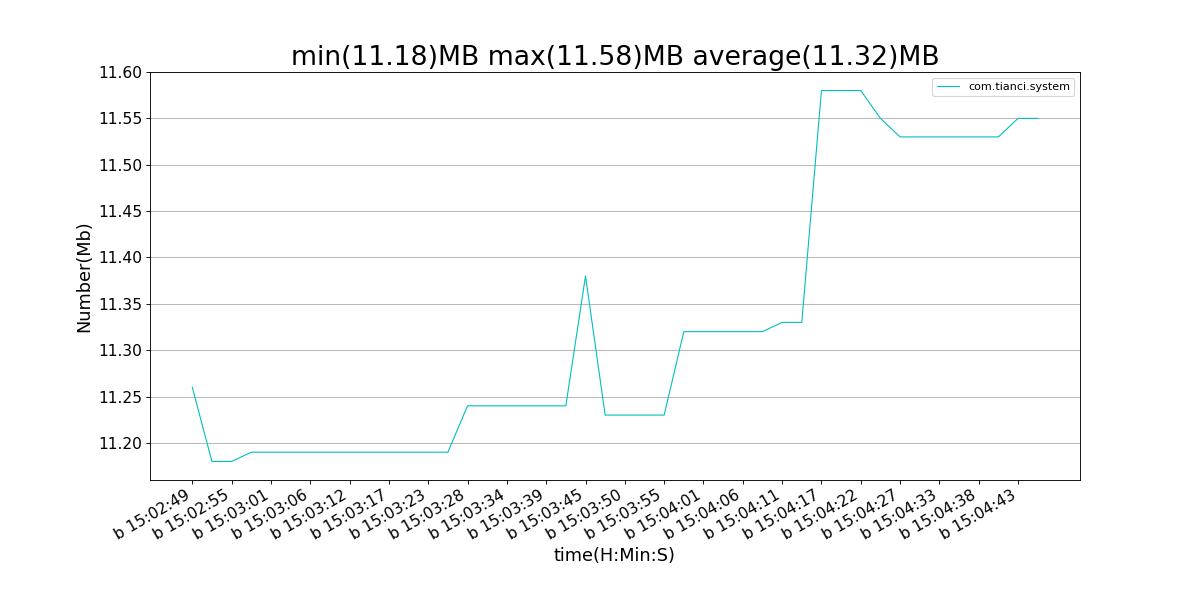 min(11.18)MB max(11.58)MB average(11.32)MB
com.tianci.system
11.60
11.55
11.50
11.45
11.40
11.35
11.30
11.25
11.20
Number(Mb)
b 15:02:49
b 15:02:55
b 15:03:01
b 15:03:06
b 15:03:12
b 15:03:17
b 15:03:23
b 15:03:28
b 15:03:34
b 15:03:39
b 15:03:45
b 15:03:50
b 15:03:55
b 15:04:01
b 15:04:06
b 15:04:11
b 15:04:17
b 15:04:22
b 15:04:27
b 15:04:33
b 15:04:38
b 15:04:43
time(H:Min:S)